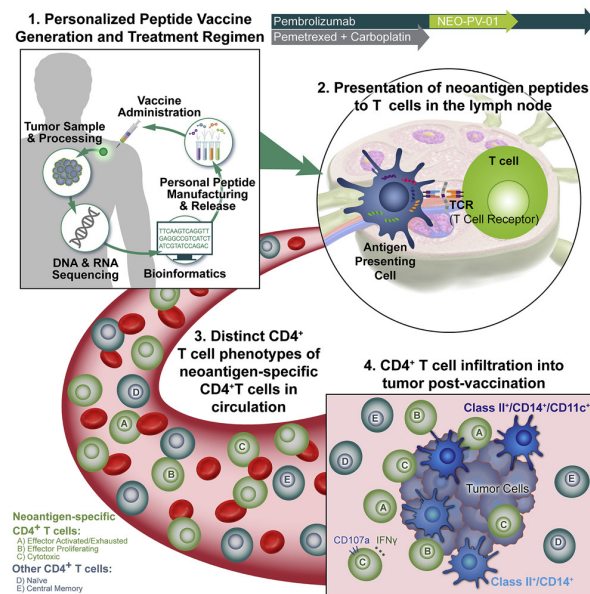 1. Personalized Peptide Vaccine
Generation and Treatment Regimen
Pembrolizumab
NEO-PV-01
Pemetrexed + Carboplatin
Vaccine
Administration
Tumor Sample
& Processing
Personal Peptide
Manufacturing
& Release
TTCAAGTCAGGTT
GAGGCCGTCATCT
ATCGTATCCAGAC
DNA & RNA
Sequencing
Bioinformatics
2. Presentation of neoantigen peptides
to T cells in the lymph node
T cell
TCR
(T Cell Receptor)
Antigen
Presenting
Cell
3. Distinct CD4⁺
T cell phenotypes of
neoantigen-specific
CD4⁺T cells in
circulation
D
A
B
C
E
Neoantigen-specific
CD4⁺ T cells:
A) Effector Activated/Exhausted
B) Effector Proliferating
C) Cytotoxic
Other CD4⁺ T cells:
D) Naïve
E) Central Memory
4. CD4⁺ T cell infiltration into
tumor post-vaccination
Class II⁺/CD14⁺/CD11c⁺
E
B
A
D
C
Tumor Cells
E
A
C
CD107a
IFNγ
B
D
C
Class II⁺/CD14⁺